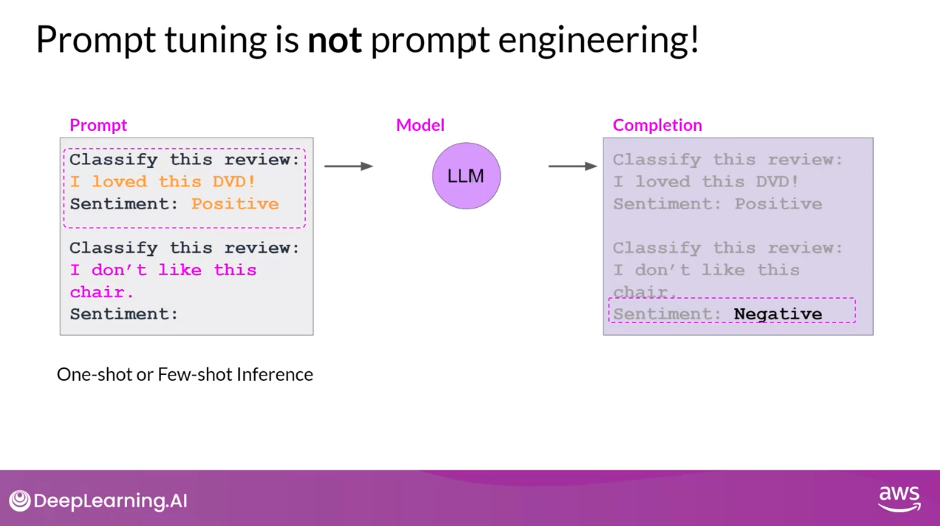 Prompt tuning is not prompt engineering!
Prompt
Classify this review:
I loved this DVD!
Sentiment: Positive
Classify this review:
I don't like this
chair.
Sentiment:
One-shot or Few-shot Inference
Model
LLM
Completion
Classify this review:
I loved this DVD!
Sentiment: Positive
Classify this review:
I don't like this
chair.
Sentiment: Negative
DeepLearning.AI
aws